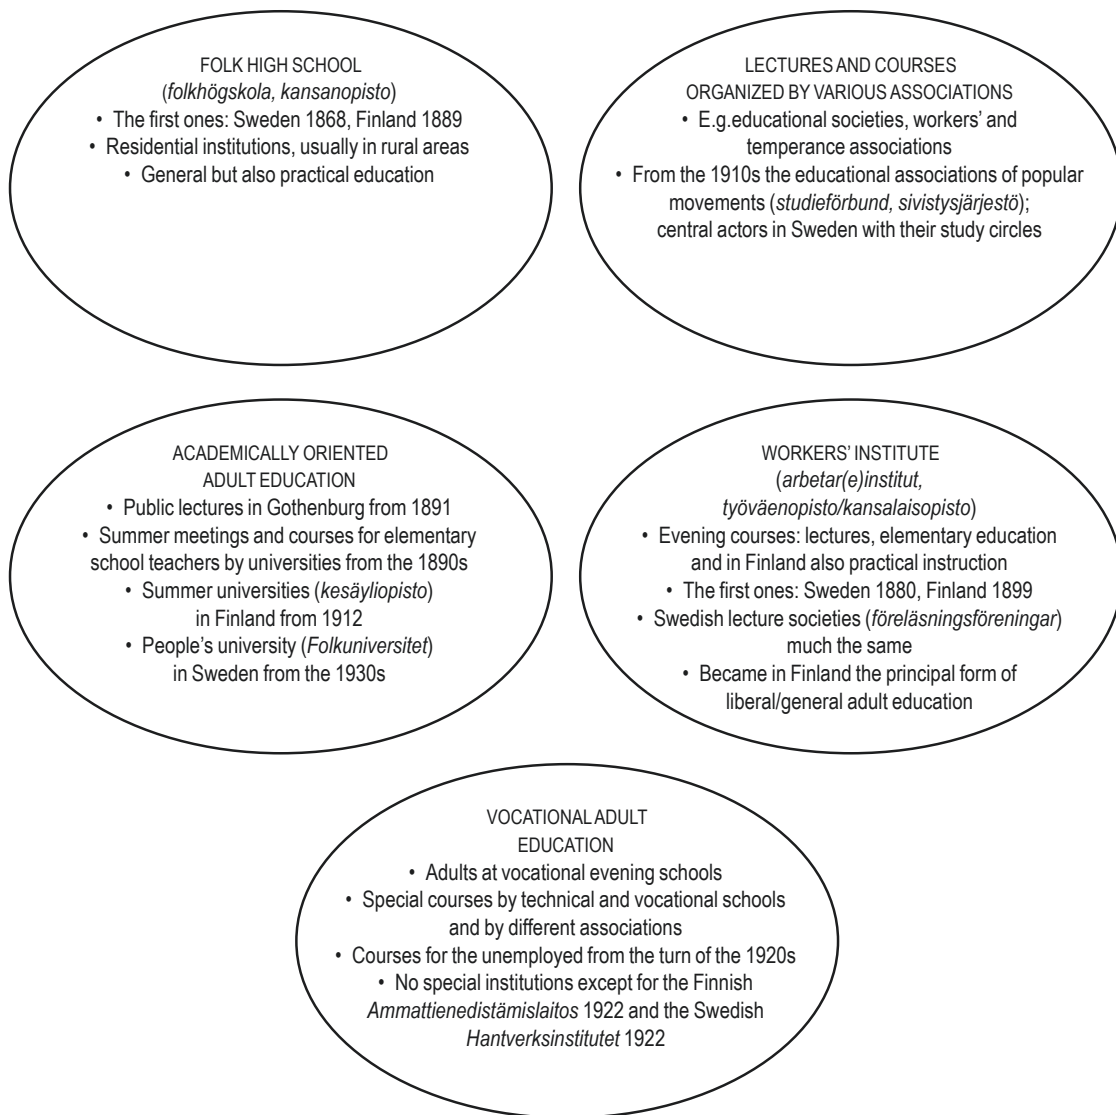 FOLK HIGH SCHOOL
(folkhögskola, kansanopisto)
• The first ones: Sweden 1868, Finland 1889
• Residential institutions, usually in rural areas
• General but also practical education
LECTURES AND COURSES
ORGANIZED BY VARIOUS ASSOCIATIONS
• E.g.educational societies, workers' and
temperance associations
• From the 1910s the educational associations of popular
movements (studieförbund, sivistysjärjestö);
central actors in Sweden with their study circles
ACADEMICALLY ORIENTED
ADULT EDUCATION
• Public lectures in Gothenburg from 1891
• Summer meetings and courses for elementary
school teachers by universities from the 1890s
• Summer universities (kesäyliopisto)
in Finland from 1912
• People's university (Folkuniversitet)
in Sweden from the 1930s
WORKERS' INSTITUTE
(arbetar(e)institut,
työväenopisto/kansalaisopisto)
• Evening courses: lectures, elementary education
and in Finland also practical instruction
• The first ones: Sweden 1880, Finland 1899
• Swedish lecture societies (föreläsningsföreningar)
much the same
• Became in Finland the principal form of
liberal/general adult education
VOCATIONAL ADULT
EDUCATION
• Adults at vocational evening schools
• Special courses by technical and vocational schools
and by different associations
• Courses for the unemployed from the turn of the 1920s
• No special institutions except for the Finnish
Ammattienedistämislaitos 1922 and the Swedish
Hantverksinstitutet 1922